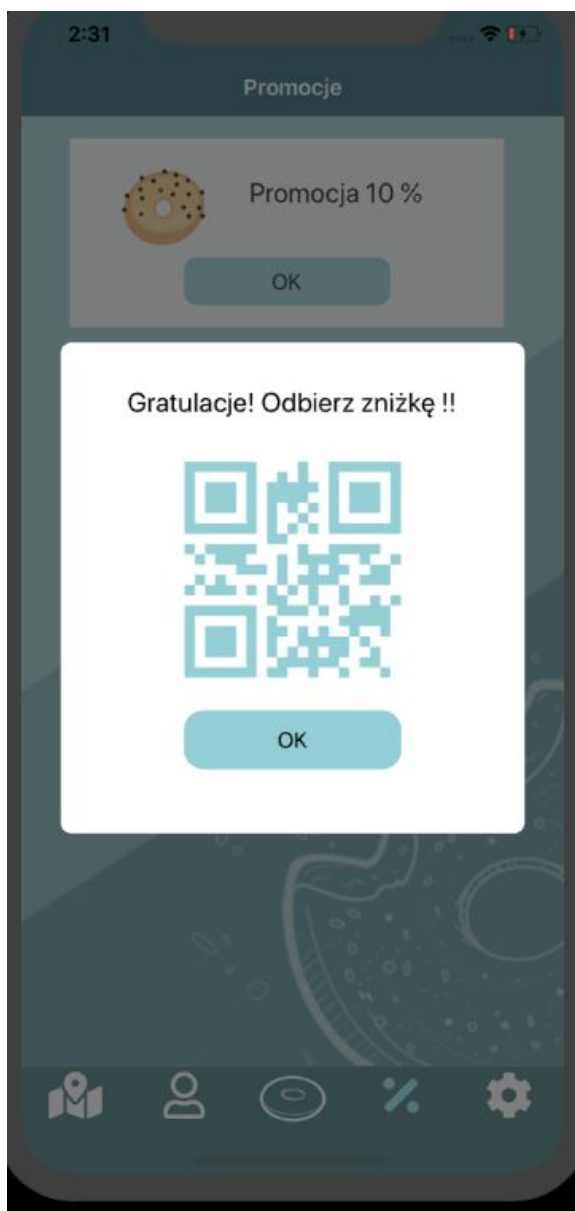 2:31
Promocje
Promocja 10 %
OK
Gratulacje! Odbierz zniżkę !!
OK